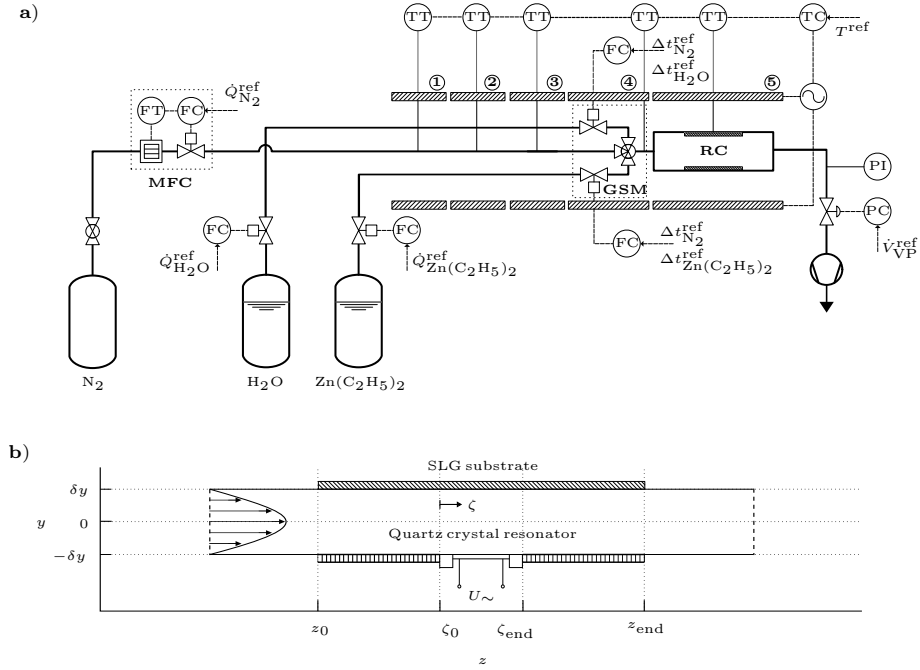 a)
TT TT TT TT TT TC T^ref
FC Δt^ref_N2
Δt^ref_H2O
① ② ③ ④ ⑤
FT FC Q̇^ref_N2
MFC
RC
GSM
PI
FC Q̇^ref_H2O
FC Q̇^ref_Zn(C2H5)2
FC Δt^ref_N2
Δt^ref_Zn(C2H5)2
PC V̇^ref_VP
N2 H2O Zn(C2H5)2
b)
SLG substrate
δy
ζ
y 0
Quartz crystal resonator
−δy
U∼
z0 ζ0 ζend zend
z